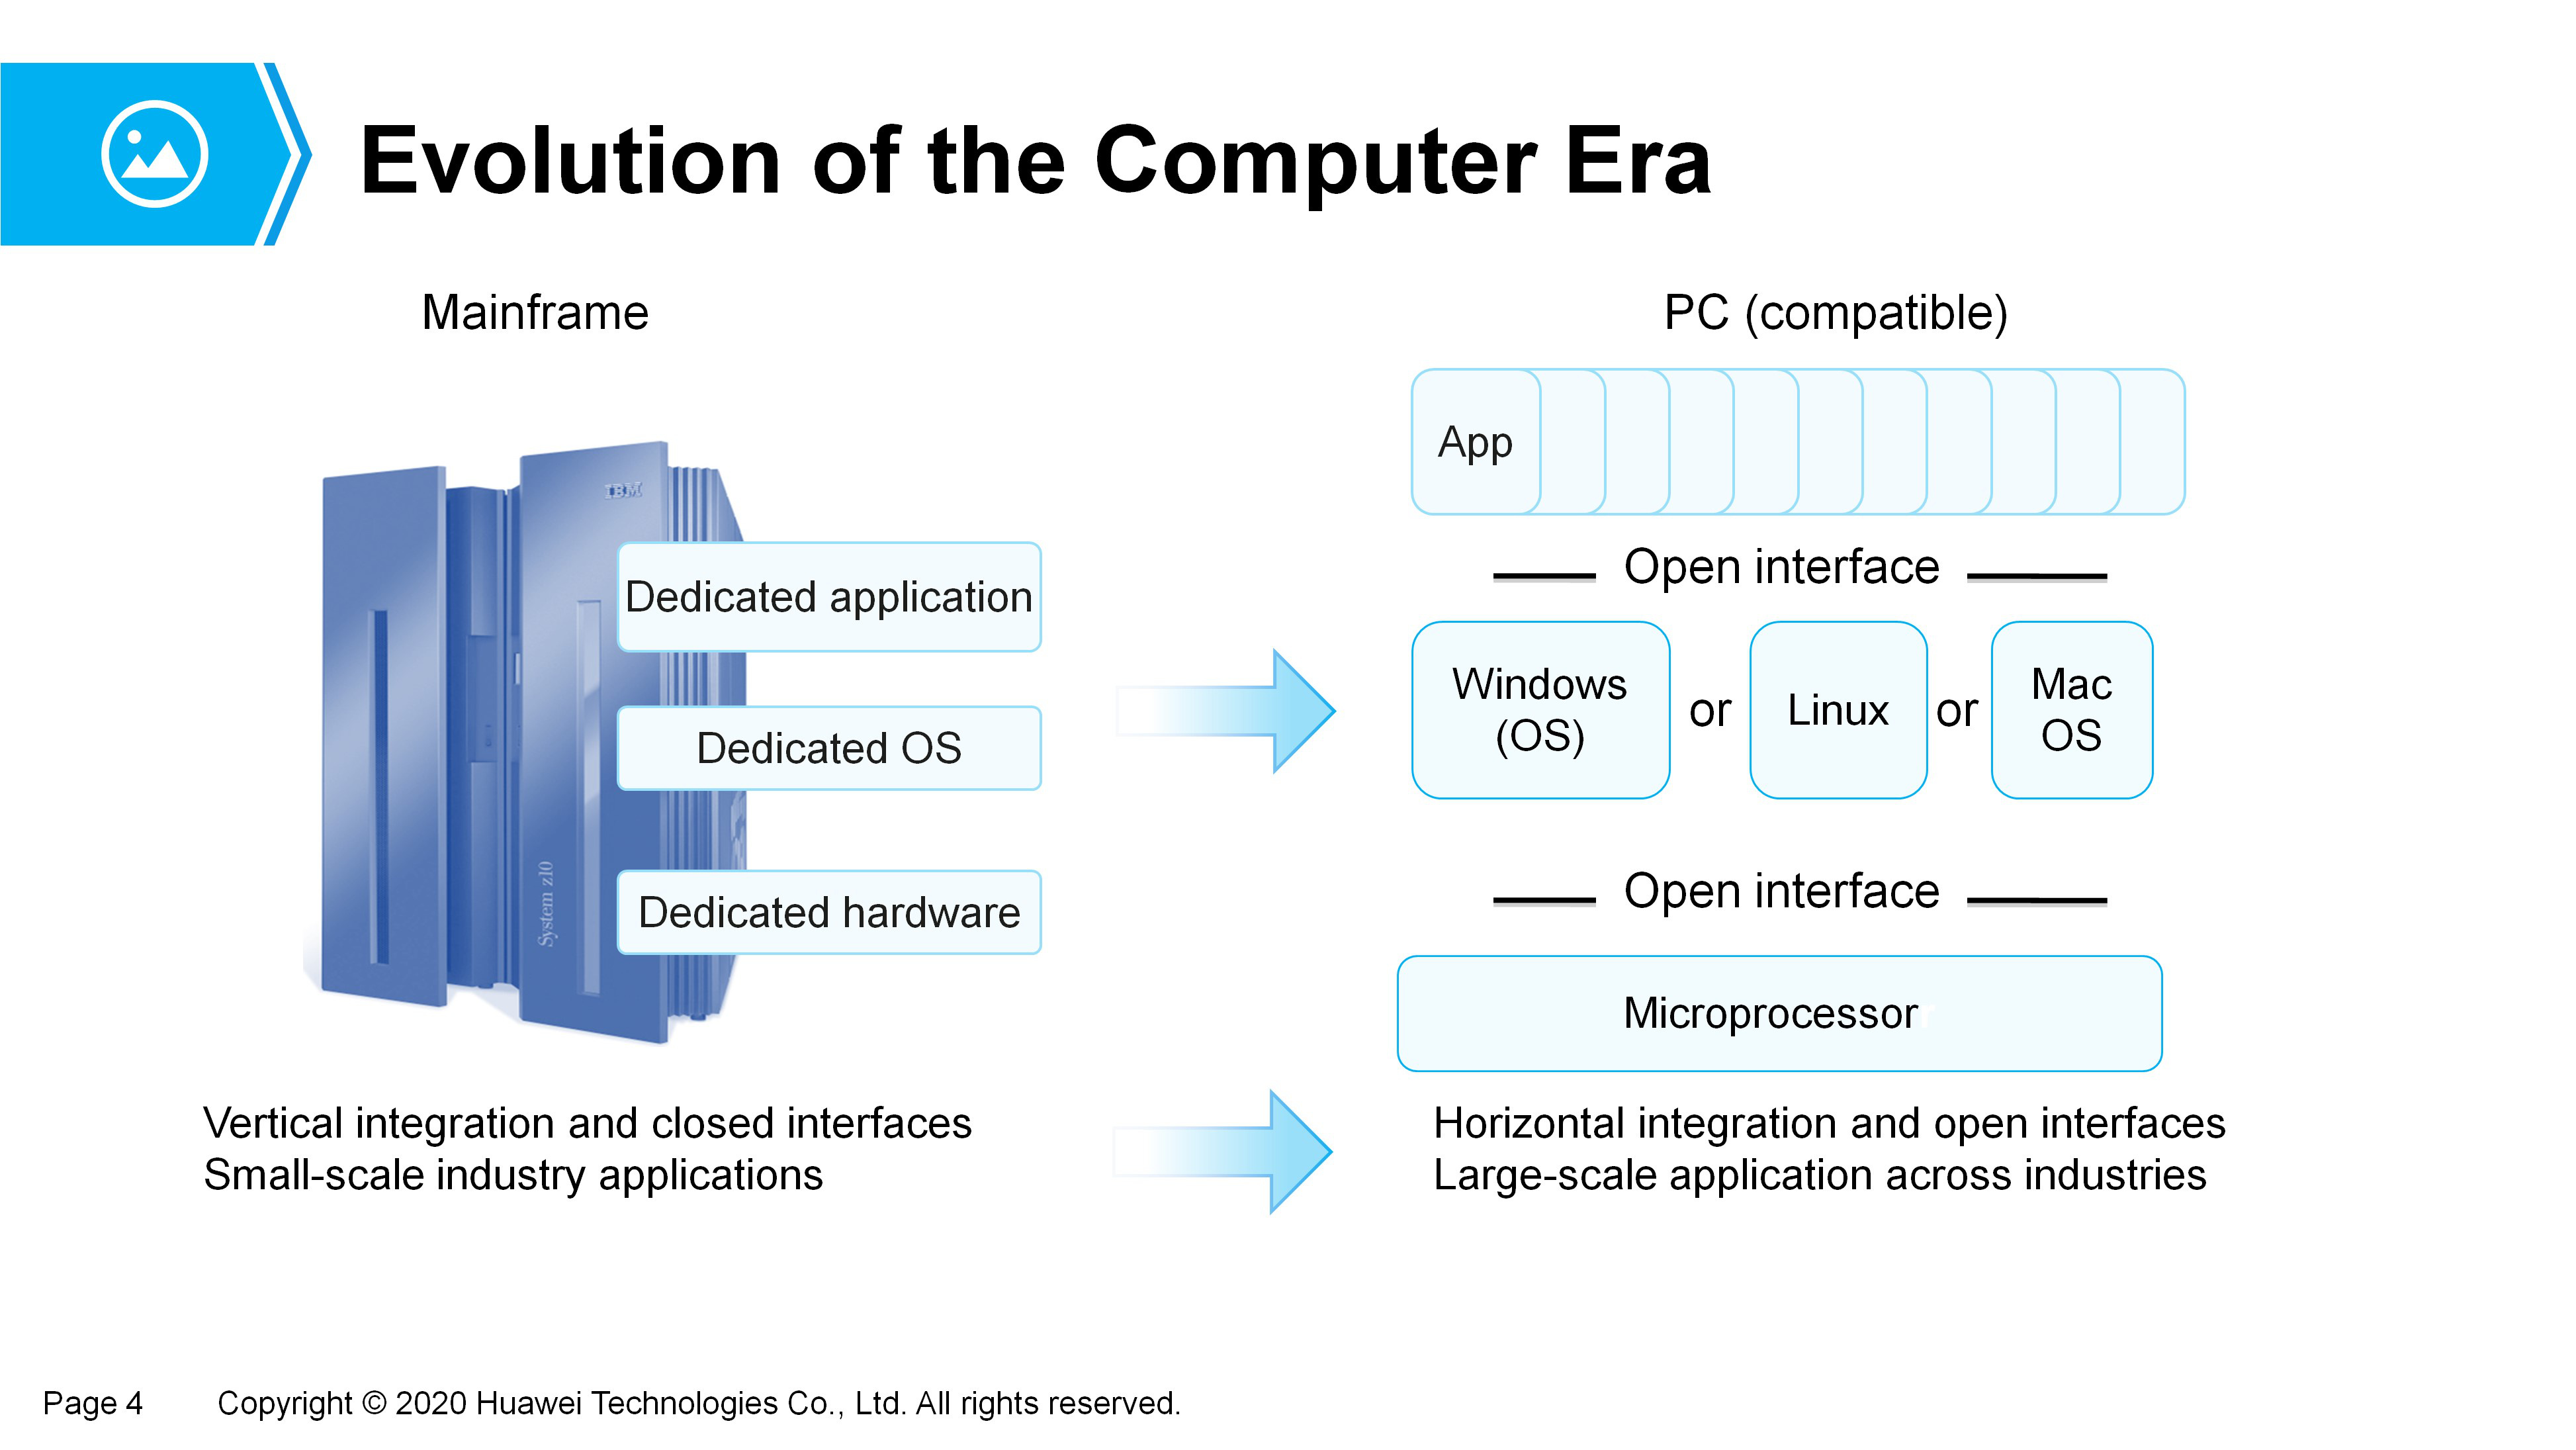 Evolution of the Computer Era
Mainframe
IBM
System z10
Dedicated application
Dedicated OS
Dedicated hardware
Vertical integration and closed interfaces
Small-scale industry applications
PC (compatible)
App
Open interface
Windows
(OS)
or
Linux
or
Mac
OS
Open interface
Microprocessor
Horizontal integration and open interfaces
Large-scale application across industries
Page 4
Copyright © 2020 Huawei Technologies Co., Ltd. All rights reserved.